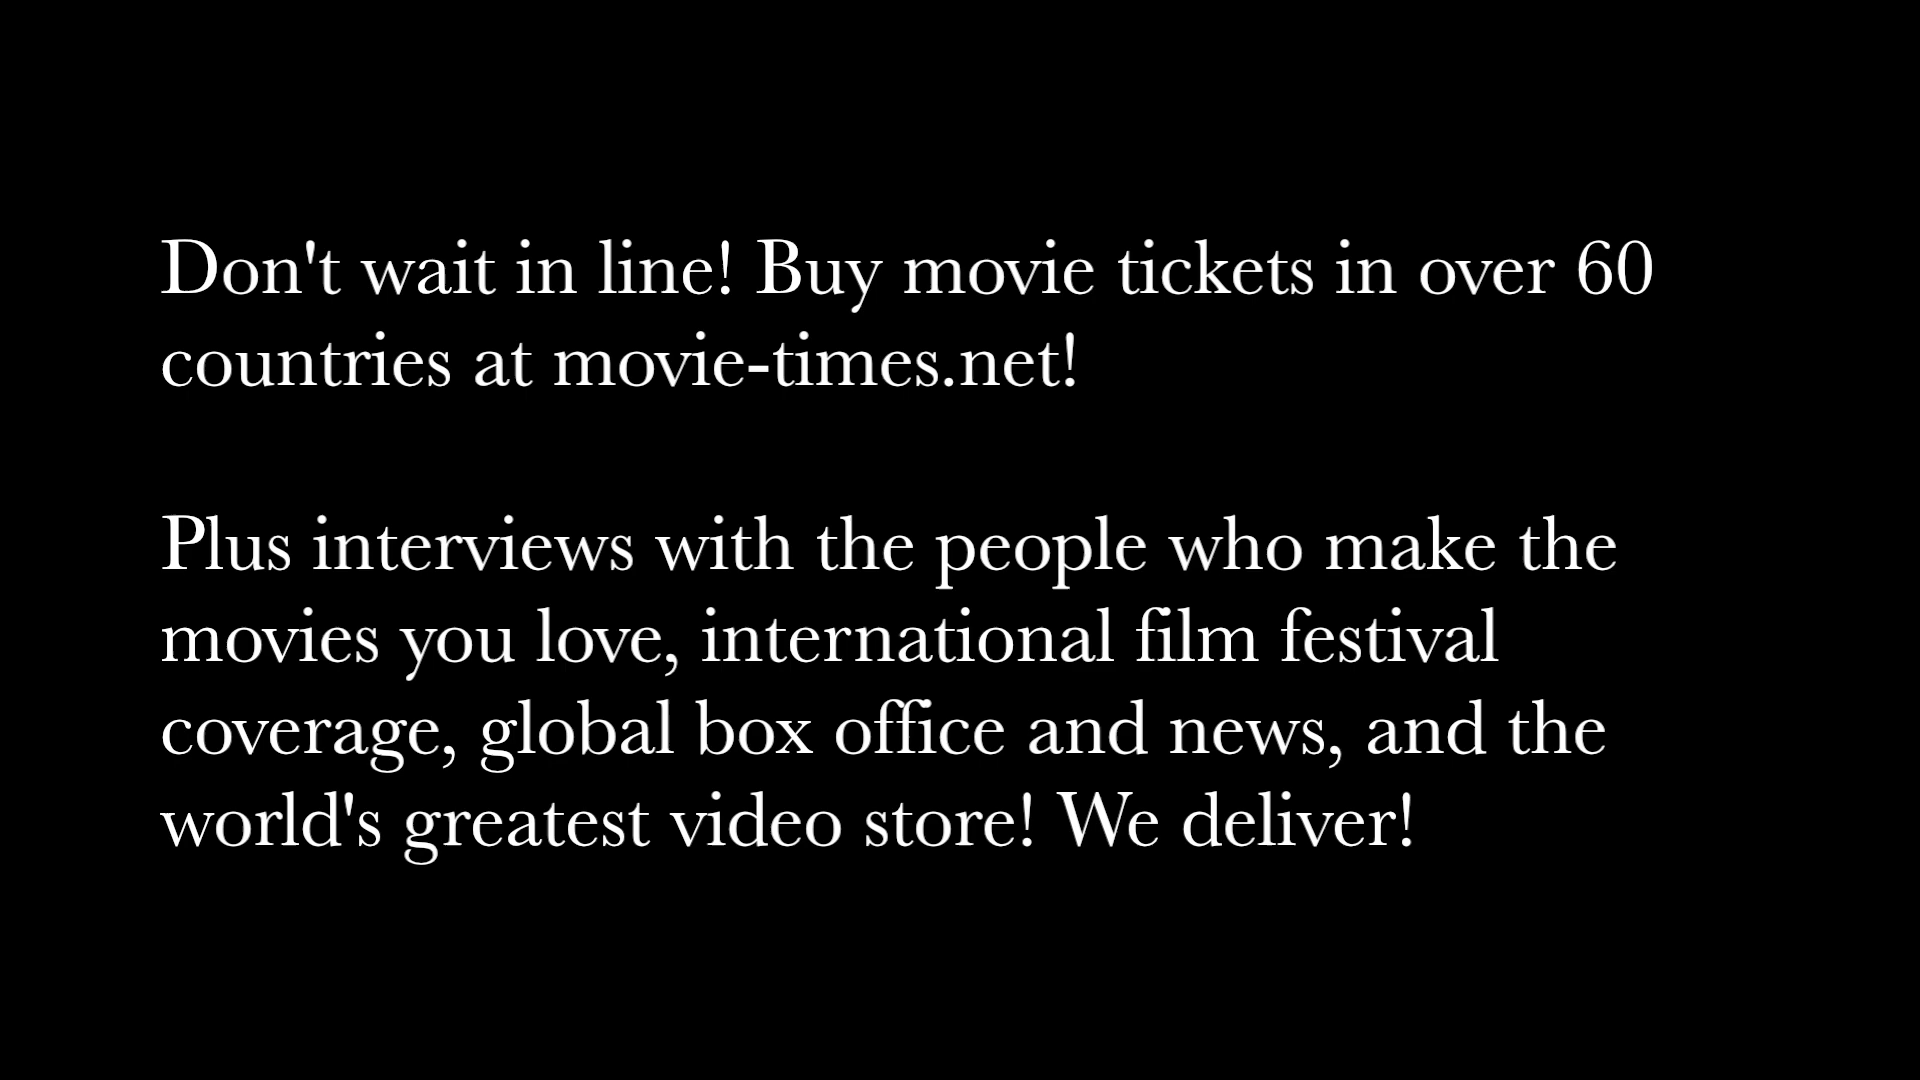 Don't wait in line! Buy movie tickets in over 60
countries at movie-times.net!
Plus interviews with the people who make the
movies you love, international film festival
coverage, global box office and news, and the
world's greatest video store! We deliver!